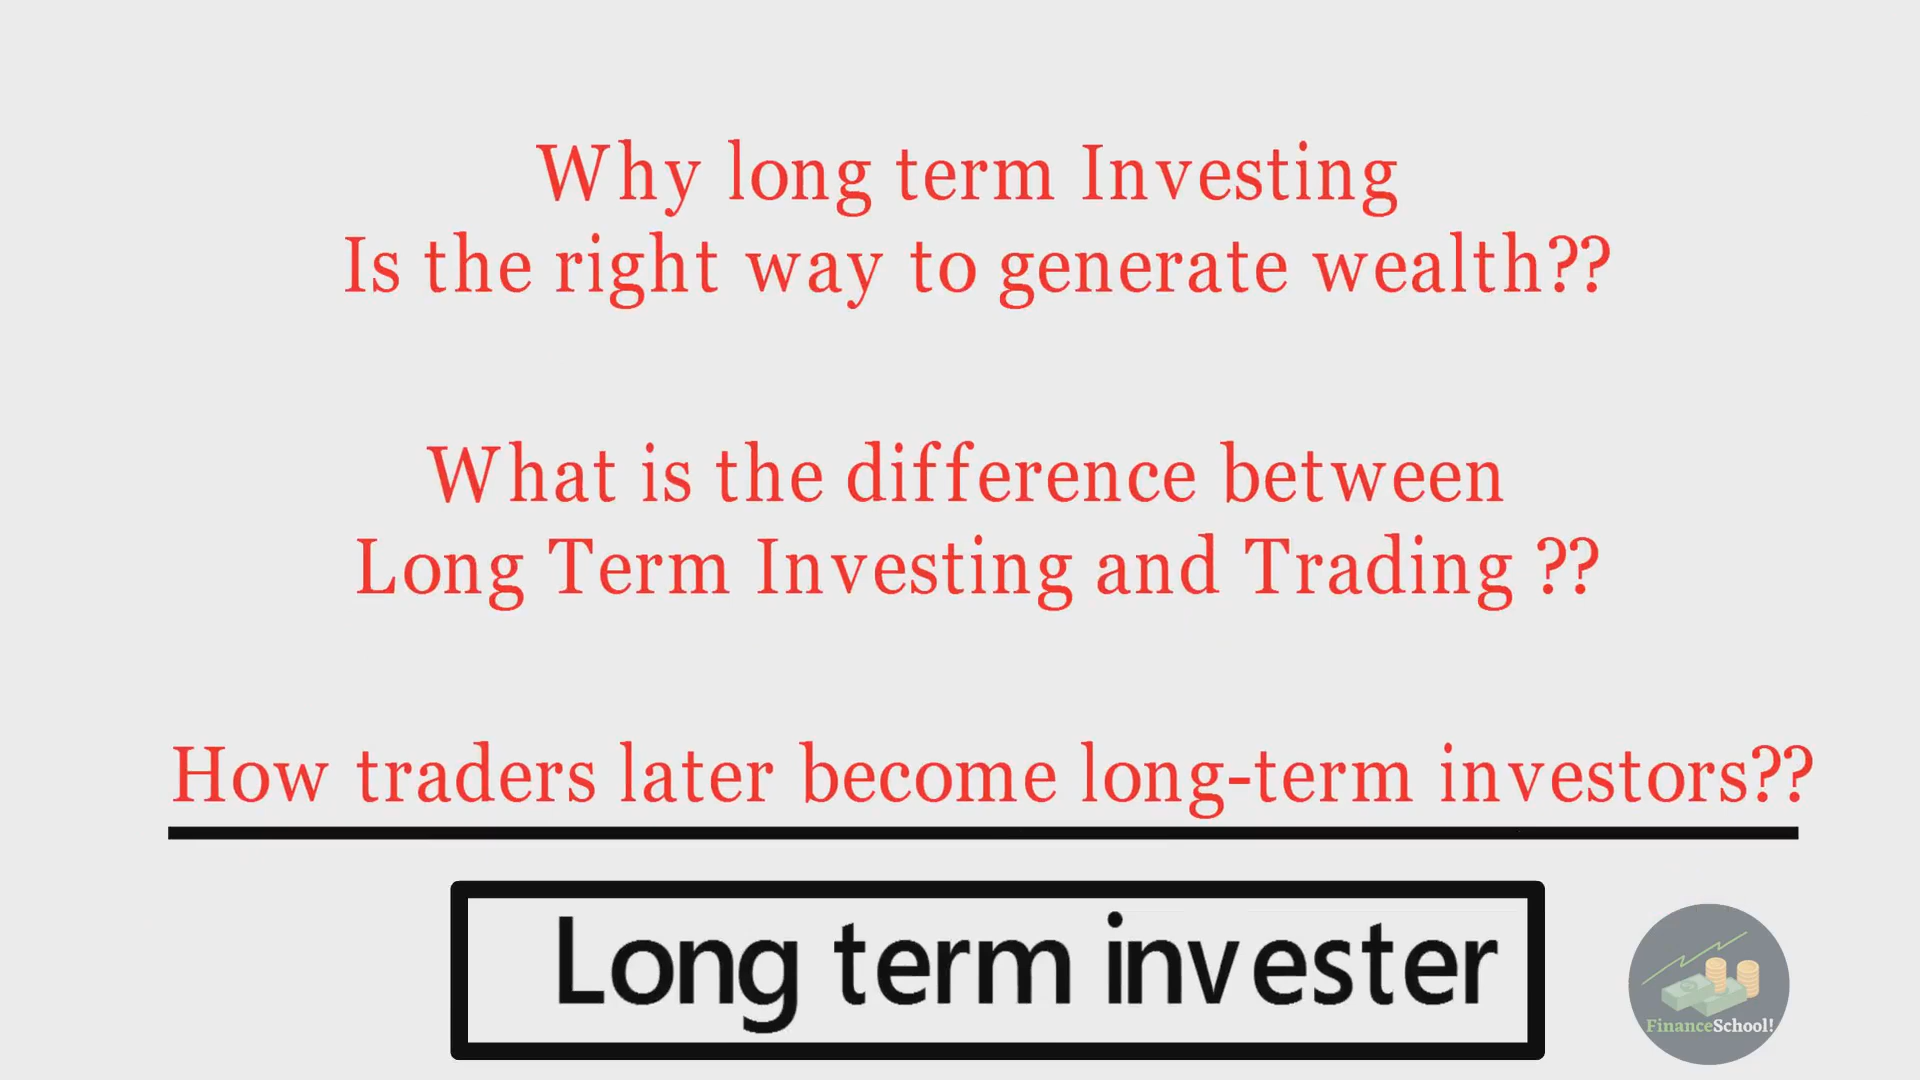 Why long term Investing
Is the right way to generate wealth??
What is the difference between
Long Term Investing and Trading ??
How traders later become long-term investors??
Long term invester
FinanceSchool!